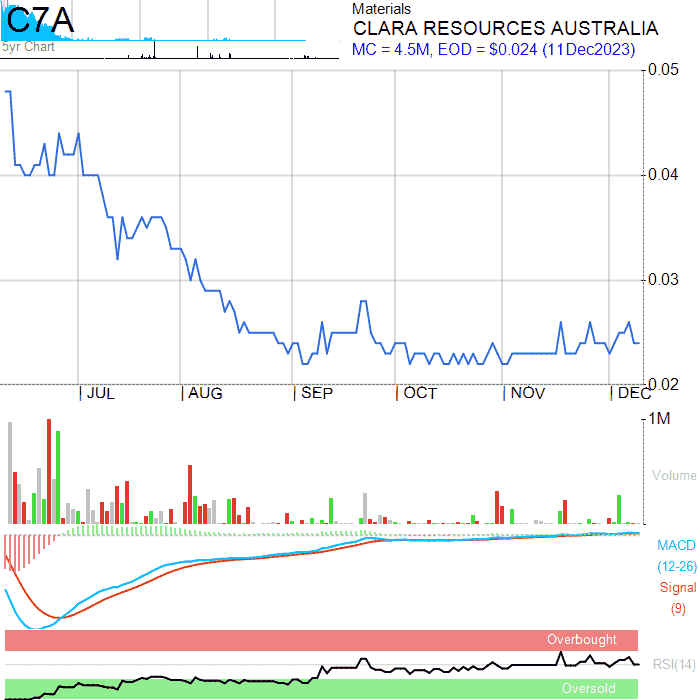 C7A
5yr Chart
Materials
CLARA RESOURCES AUSTRALIA
MC = 4.5M, EOD = $0.024 (11Dec2023)
0.05
0.04
0.03
0.02
JUL
AUG
SEP
OCT
NOV
DEC
1M
Volume
MACD
(12-26)
Signal
(9)
Overbought
RSI(14)
Oversold